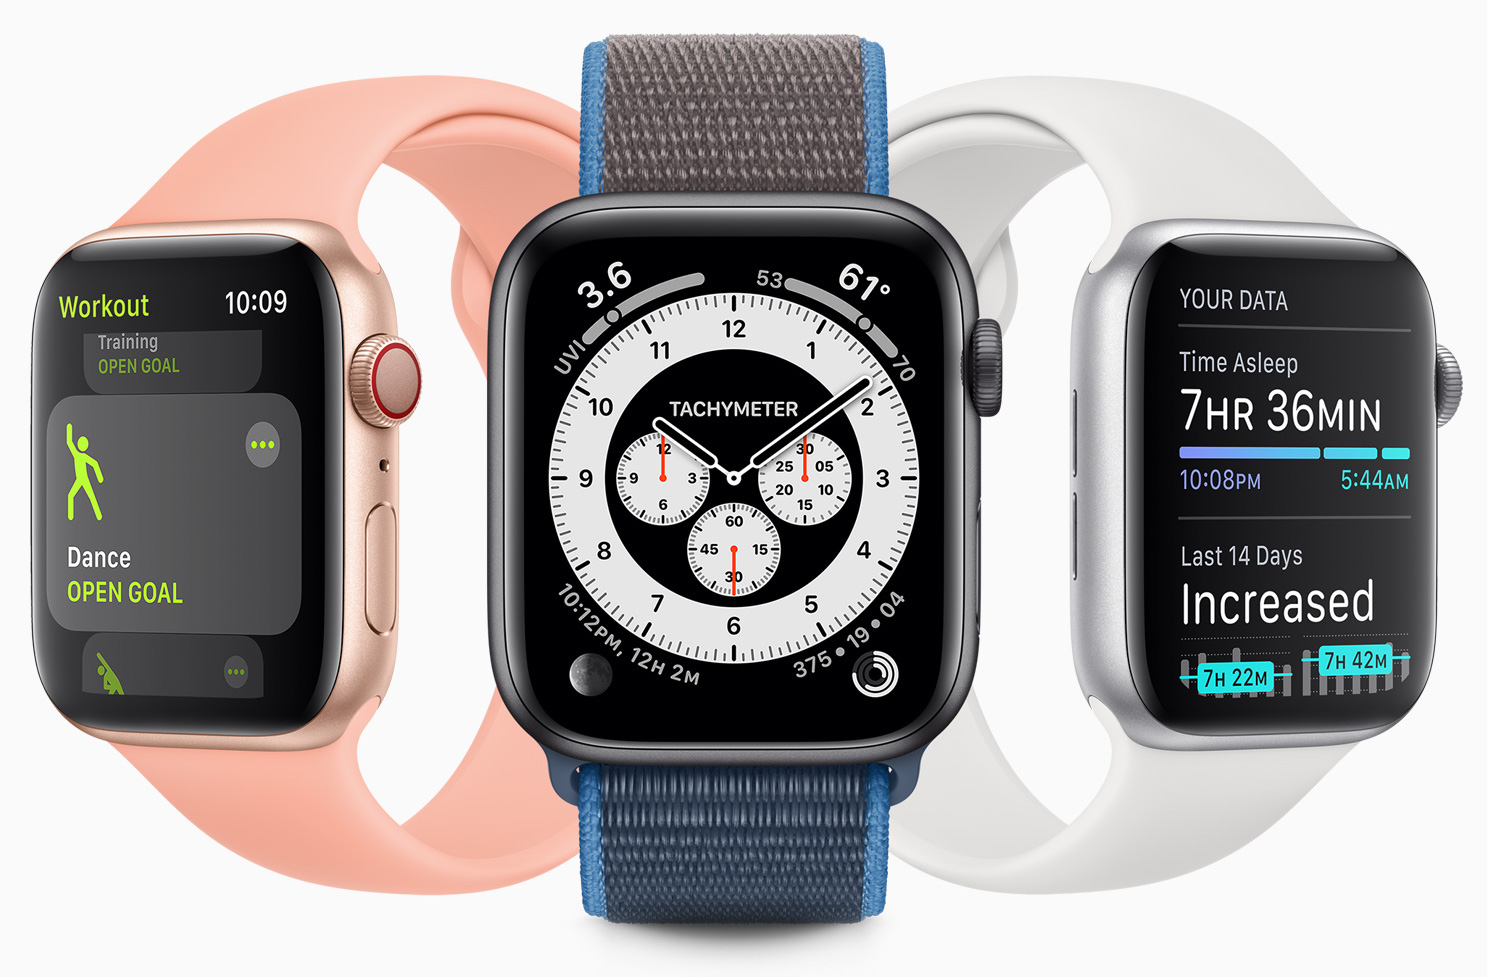 Workout
10:09
Training
OPEN GOAL
Dance
OPEN GOAL
3.6
UVI
53
61°
70
12
1
2
3
4
5
6
7
8
9
10
11
TACHYMETER
12
3
6
9
30
05
10
15
20
25
60
15
30
45
10:12PM, 12H 2M
375 • 19 • 04
YOUR DATA
Time Asleep
7HR 36MIN
10:08PM
5:44AM
Last 14 Days
Increased
7H 22M
7H 42M